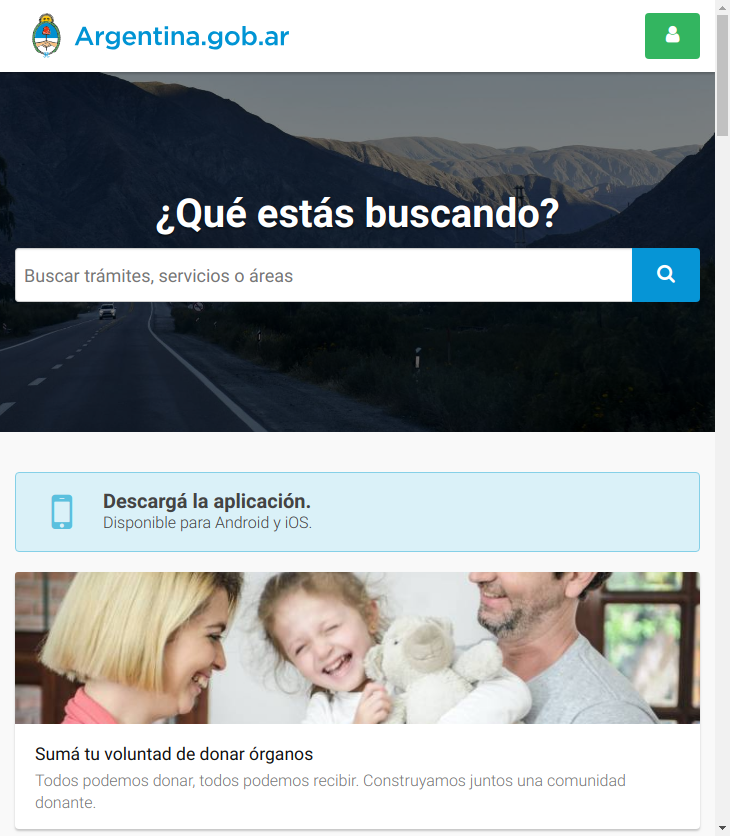 Argentina.gob.ar
¿Qué estás buscando?
Buscar trámites, servicios o áreas
Descargá la aplicación.
Disponible para Android y iOS.
Sumá tu voluntad de donar órganos
Todos podemos donar, todos podemos recibir. Construyamos juntos una comunidad
donante.